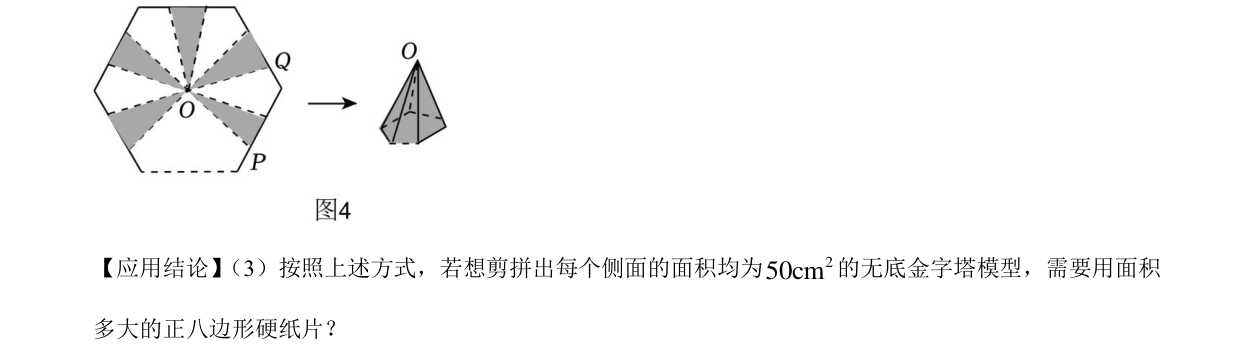 Q
O
O
P
图4
【应用结论】（3）按照上述方式，若想剪拼出每个侧面的面积均为50cm²的无底金字塔模型，需要用面积
多大的正八边形硬纸片？